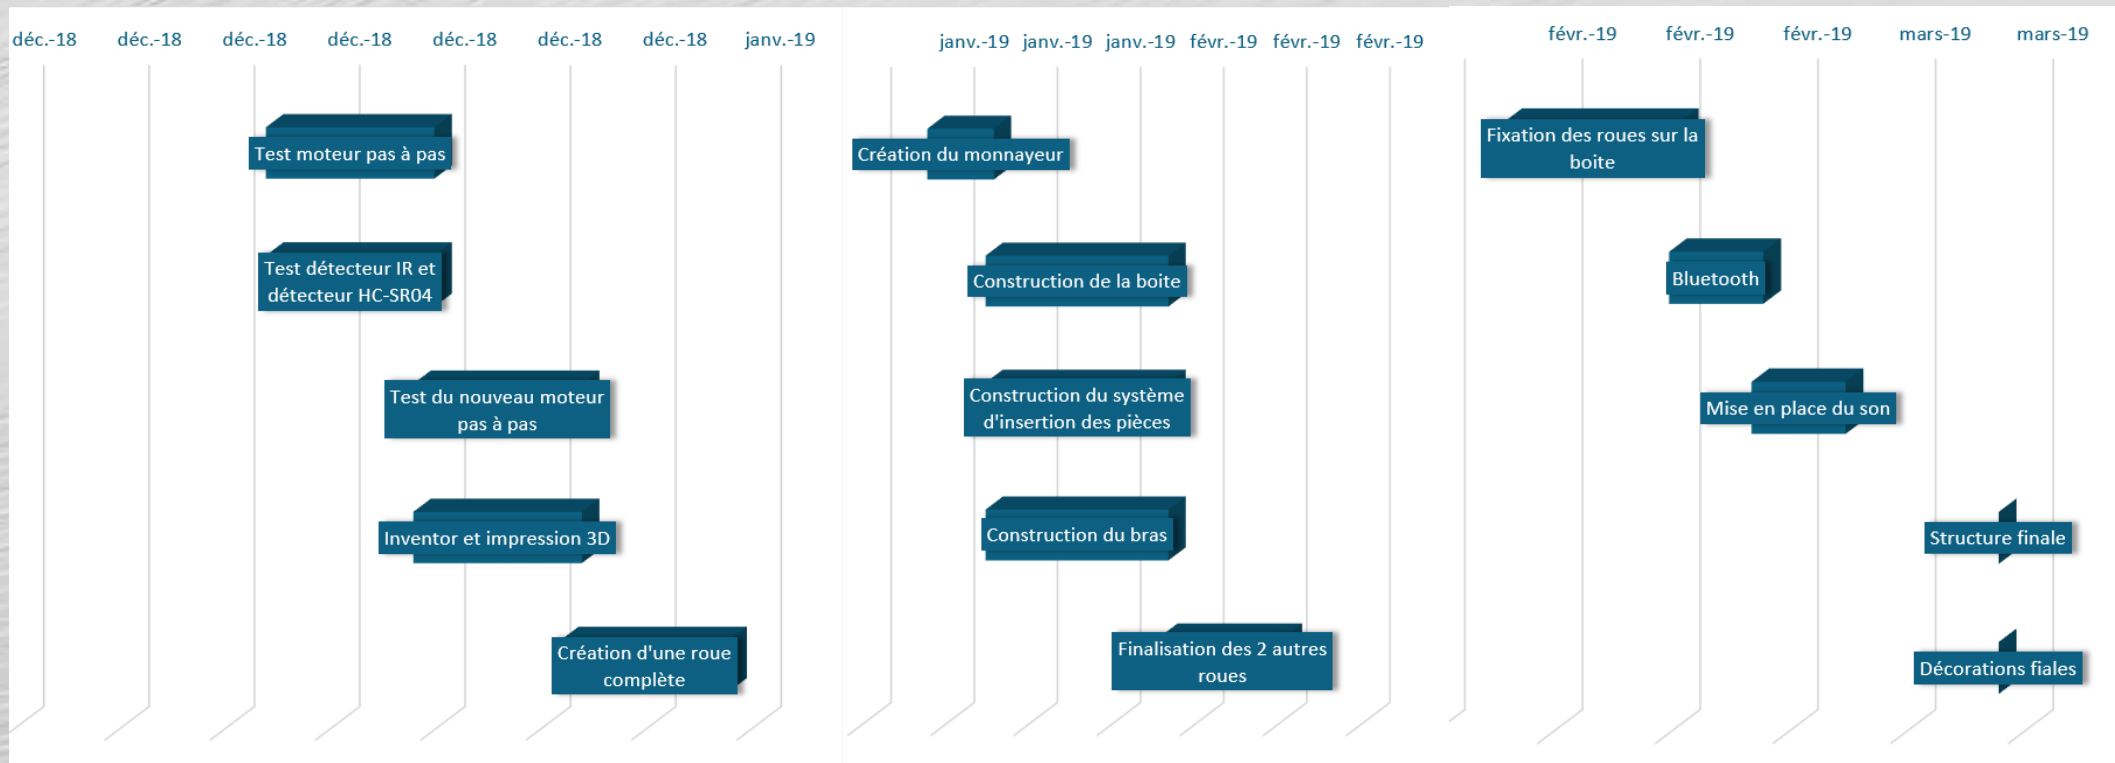 déc.-18 déc.-18 déc.-18 déc.-18 déc.-18 déc.-18 déc.-18 janv.-19
Test moteur pas à pas
Test détecteur IR et
détecteur HC-SR04
Test du nouveau moteur
pas à pas
Inventor et impression 3D
Création d'une roue
complète
janv.-19 janv.-19 janv.-19 févr.-19 févr.-19 févr.-19
Création du monnayeur
Construction de la boite
Construction du système
d'insertion des pièces
Construction du bras
Finalisation des 2 autres
roues
févr.-19 févr.-19 févr.-19 mars-19 mars-19
Fixation des roues sur la
boite
Bluetooth
Mise en place du son
Structure finale
Décorations fiales